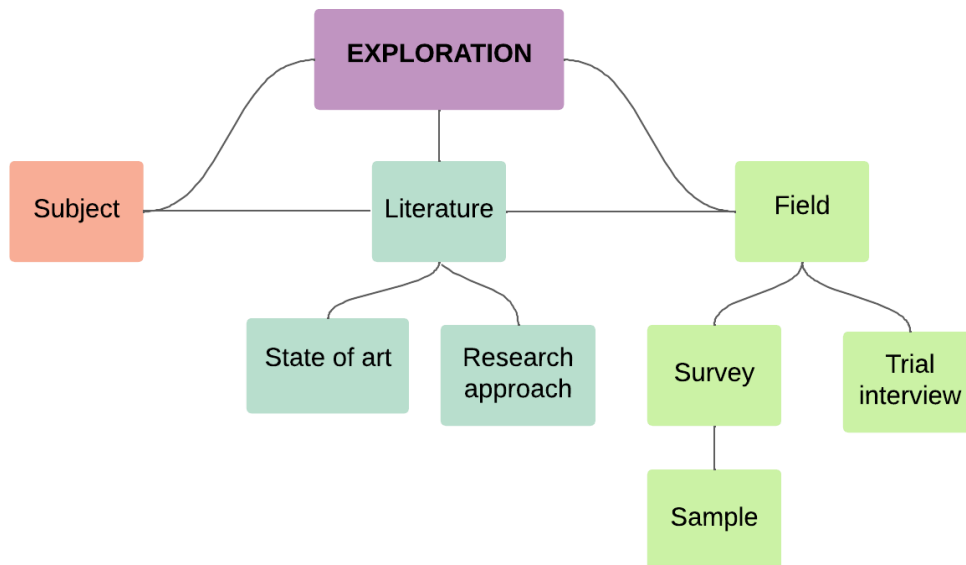 EXPLORATION
Subject
Literature
Field
State of art
Research
approach
Survey
Trial
interview
Sample